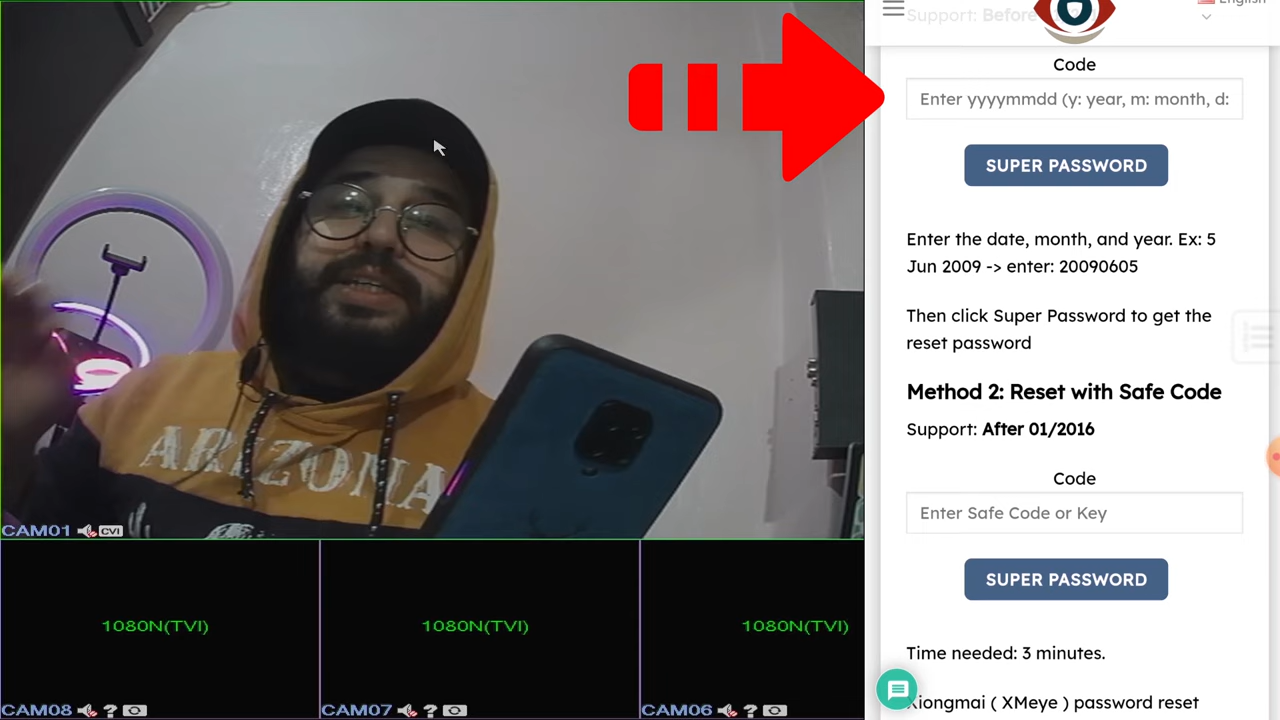 ARIZONA
CAM01
CVI
1080N(TVI)
1080N(TVI)
1080N(TVI)
CAM08 ?
CAM07 ?
CAM06 ?
English
Support: Before
Code
Enter yyyymmdd (y: year, m: month, d:
SUPER PASSWORD
Enter the date, month, and year. Ex: 5
Jun 2009 -> enter: 20090605
Then click Super Password to get the
reset password
Method 2: Reset with Safe Code
Support: After 01/2016
Code
Enter Safe Code or Key
SUPER PASSWORD
Time needed: 3 minutes.
Xiongmai ( XMeye ) password reset